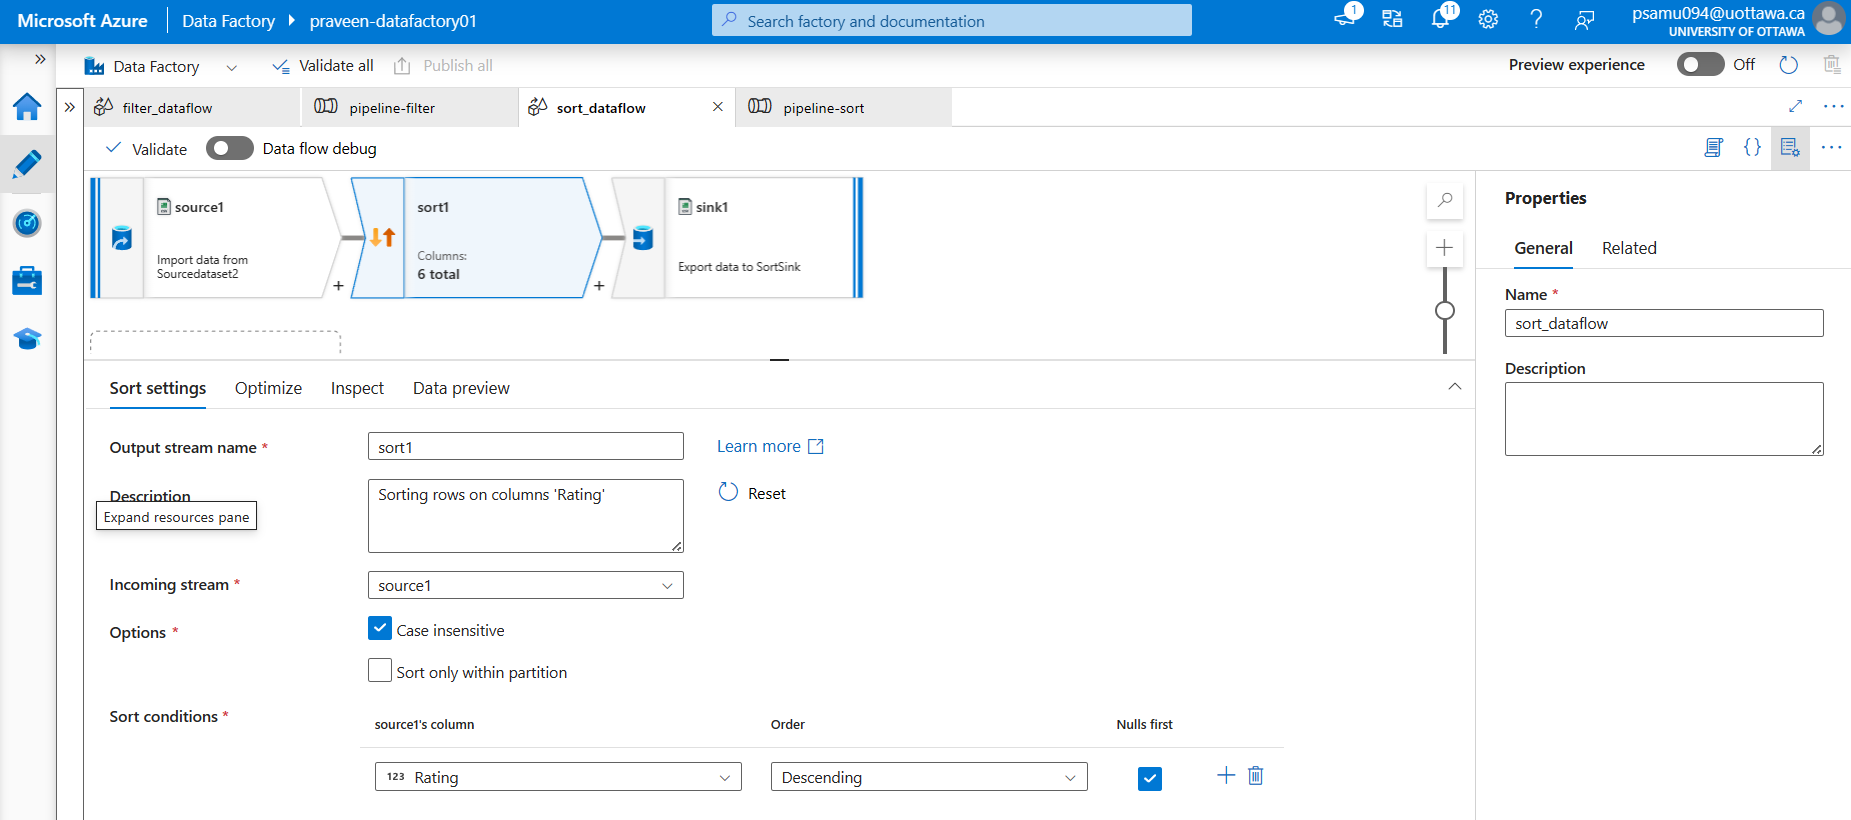 Microsoft Azure
Data Factory
praveen-datafactory01
Search factory and documentation
1
11
psamu094@uottawa.ca
UNIVERSITY OF OTTAWA
Data Factory
Validate all
Publish all
Preview experience
Off
filter_dataflow
pipeline-filter
sort_dataflow
pipeline-sort
Validate
Data flow debug
{}
source1
Import data from
Sourcedataset2
+
sort1
Columns:
6 total
+
sink1
Export data to SortSink
Properties
General
Related
Name *
sort_dataflow
Description
Sort settings
Optimize
Inspect
Data preview
Output stream name *
sort1
Learn more
Description
Expand resources pane
Sorting rows on columns 'Rating'
Reset
Incoming stream *
source1
Options *
Case insensitive
Sort only within partition
Sort conditions *
source1's column
Order
Nulls first
123 Rating
Descending